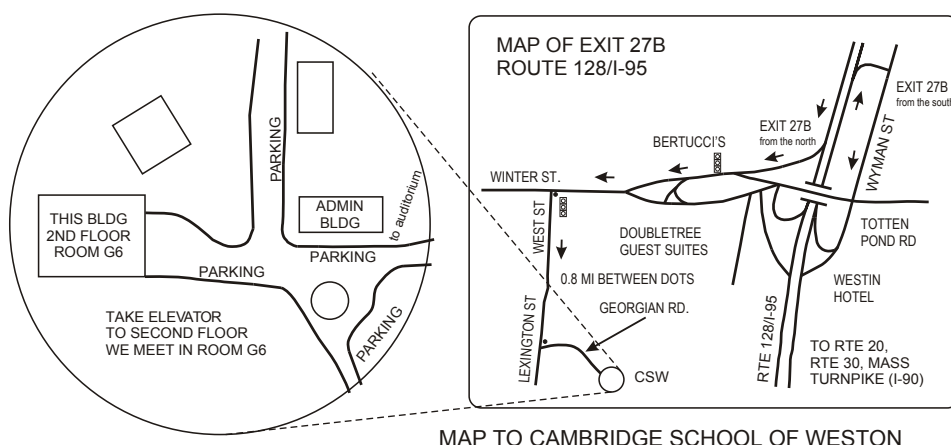 PARKING
THIS BLDG
2ND FLOOR
ROOM G6
ADMIN
BLDG
to auditorium
PARKING
PARKING
PARKING
TAKE ELEVATOR
TO SECOND FLOOR
WE MEET IN ROOM G6
MAP OF EXIT 27B
ROUTE 128/I-95
EXIT 27B
from the south
EXIT 27B
from the north
WYMAN ST
BERTUCCI'S
WINTER ST.
WEST ST
DOUBLETREE
GUEST SUITES
TOTTEN
POND RD
0.8 MI BETWEEN DOTS
WESTIN
HOTEL
GEORGIAN RD.
LEXINGTON ST
RTE 128/I-95
TO RTE 20,
RTE 30, MASS
TURNPIKE (I-90)
CSW
MAP TO CAMBRIDGE SCHOOL OF WESTON